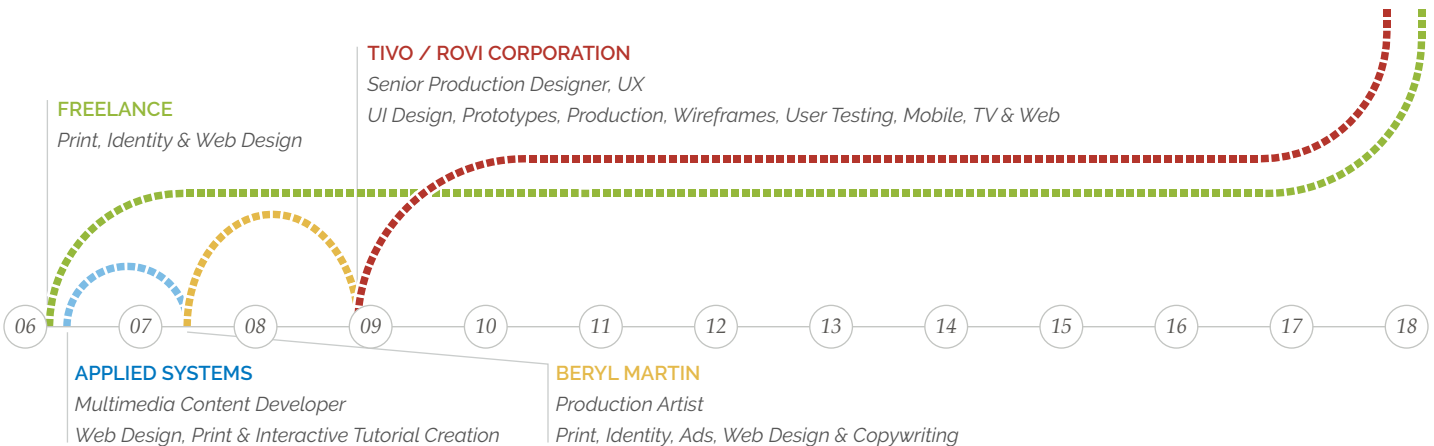 TIVO / ROVI CORPORATION
Senior Production Designer, UX
UI Design, Prototypes, Production, Wireframes, User Testing, Mobile, TV & Web
FREELANCE
Print, Identity & Web Design
06
07
08
09
10
11
12
13
14
15
16
17
18
APPLIED SYSTEMS
Multimedia Content Developer
Web Design, Print & Interactive Tutorial Creation
BERYL MARTIN
Production Artist
Print, Identity, Ads, Web Design & Copywriting